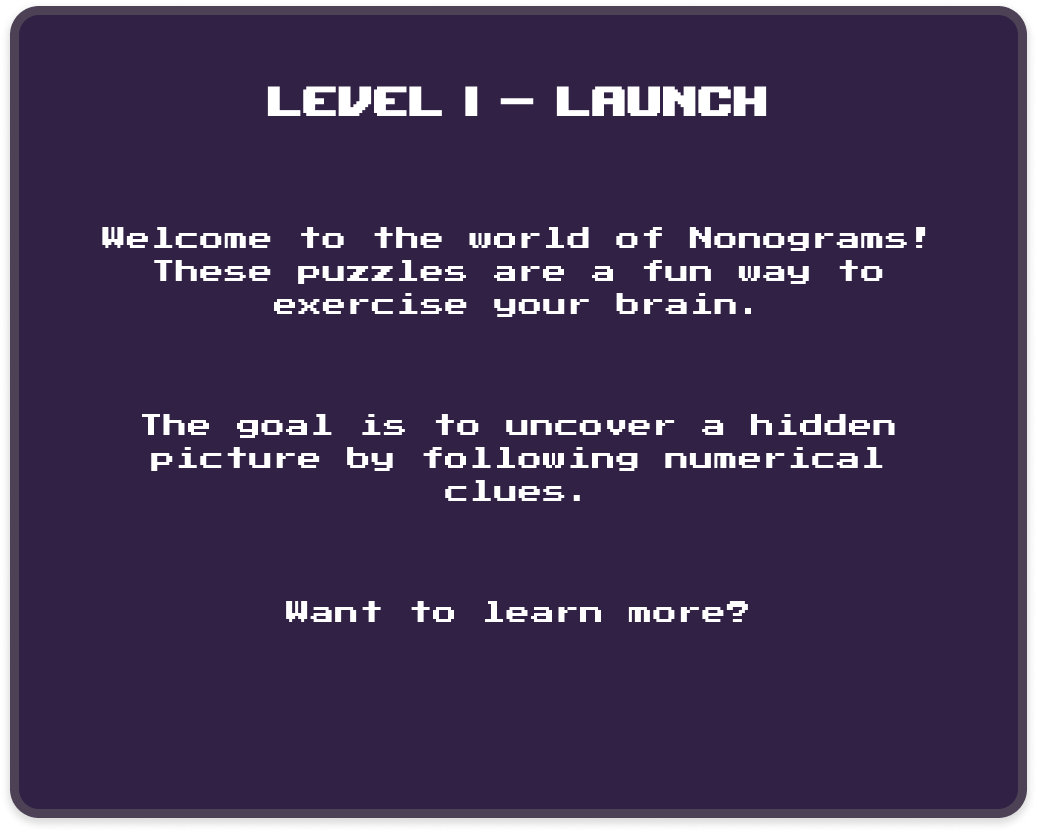 LEVEL 1 – LAUNCH
Welcome to the world of Nonograms!
These puzzles are a fun way to
exercise your brain.
The goal is to uncover a hidden
picture by following numerical
clues.
Want to learn more?